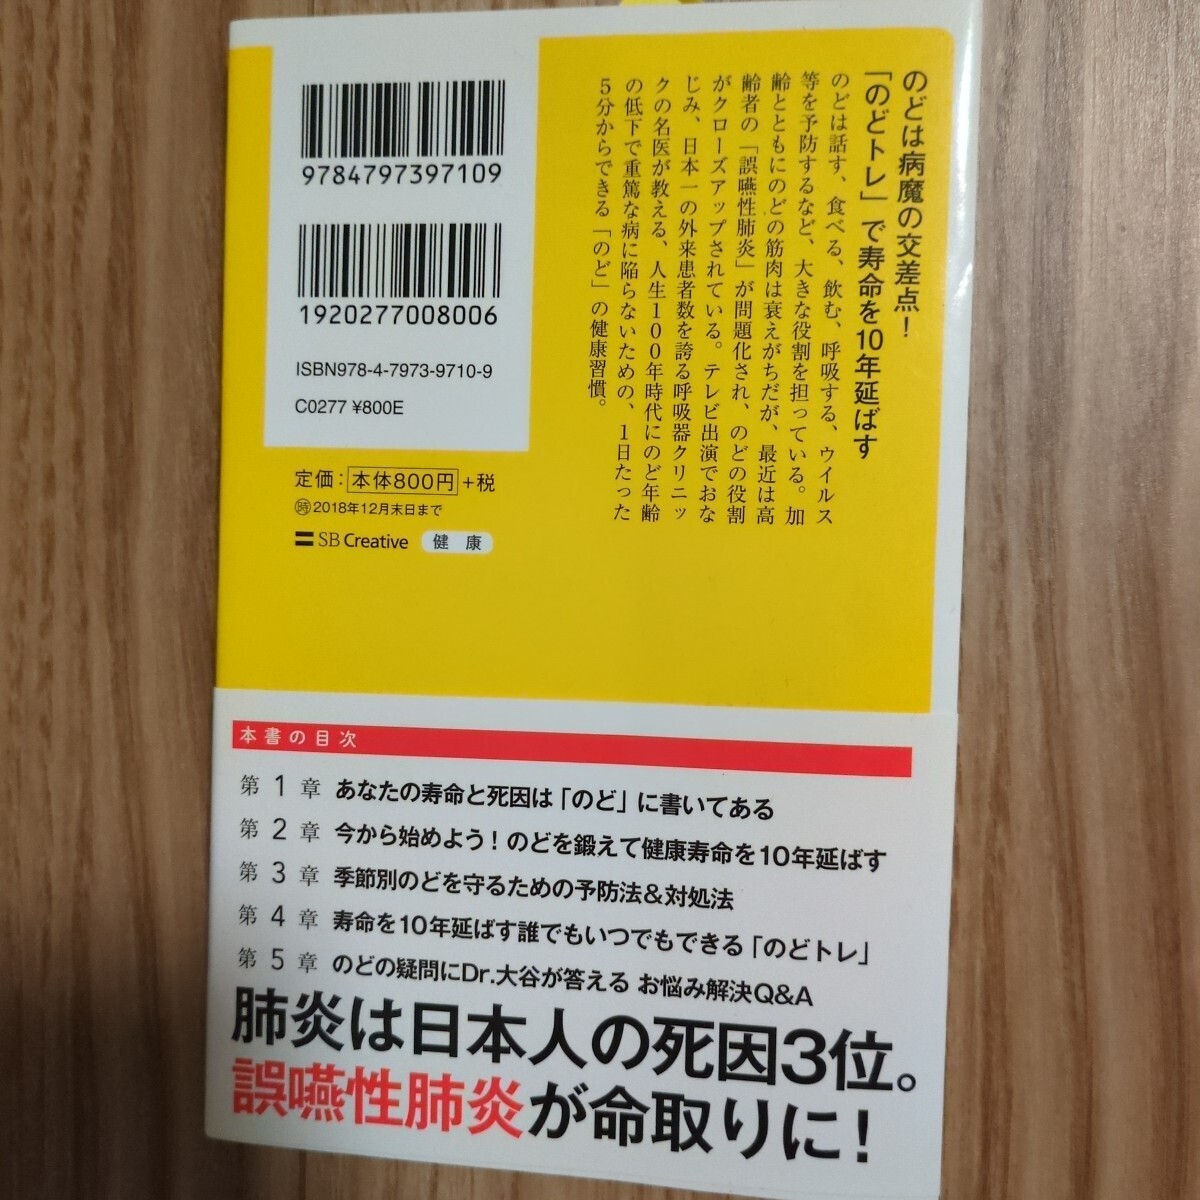 のどは病魔の交差点！
「のどトレ」で寿命を10年延ばす
のどは話す、食べる、飲む、呼吸する、ウイルス
等を予防するなど、大きな役割を担っている。加
齢とともにのどの筋肉は衰えがちだが、最近は高
齢者の「誤嚥性肺炎」が問題化され、のどの役割
がクローズアップされている。テレビ出演でおな
じみ、日本一の外来患者数を誇る呼吸器クリニッ
クの名医が教える、人生100年時代にのど年齢
の低下で重篤な病に陥らないための、1日たった
5分からできる「のど」の健康習慣。
9784797397109
1920277008006
ISBN978-4-7973-9710-9
C0277 ¥800E
定価：本体800円+税
時2018年12月末日まで
SB Creative 健康
本書の目次
第1章 あなたの寿命と死因は「のど」に書いてある
第2章 今から始めよう！のどを鍛えて健康寿命を10年延ばす
第3章 季節別のどを守るための予防法&対処法
第4章 寿命を10年延ばす誰でもいつでもできる「のどトレ」
第5章 のどの疑問にDr.大谷が答える お悩み解決Q&A
肺炎は日本人の死因3位。
誤嚥性肺炎が命取りに！